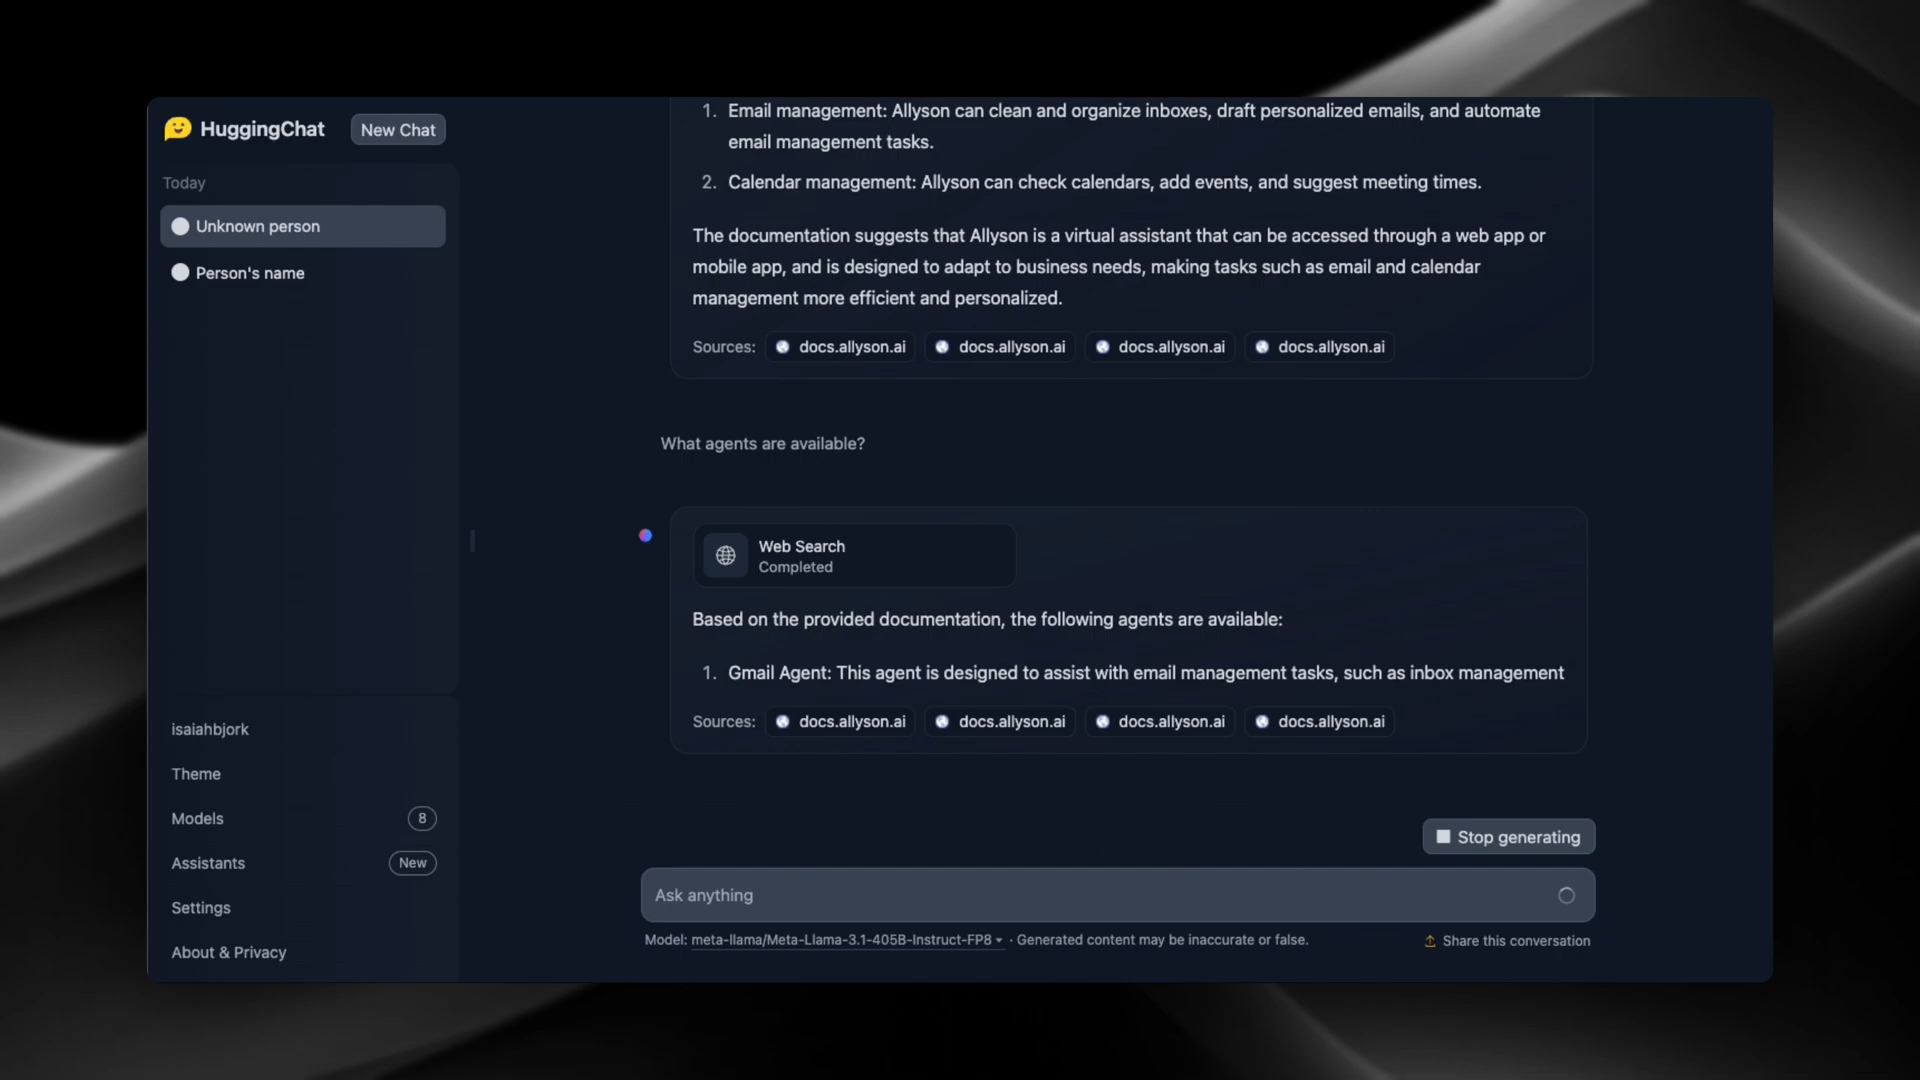 HuggingChat
New Chat
Today
Unknown person
Person's name
isaiahbjork
Theme
Models 8
Assistants New
Settings
About & Privacy
1. Email management: Allyson can clean and organize inboxes, draft personalized emails, and automate
email management tasks.
2. Calendar management: Allyson can check calendars, add events, and suggest meeting times.
The documentation suggests that Allyson is a virtual assistant that can be accessed through a web app or
mobile app, and is designed to adapt to business needs, making tasks such as email and calendar
management more efficient and personalized.
Sources: docs.allyson.ai docs.allyson.ai docs.allyson.ai docs.allyson.ai
What agents are available?
Web Search
Completed
Based on the provided documentation, the following agents are available:
1. Gmail Agent: This agent is designed to assist with email management tasks, such as inbox management
Sources: docs.allyson.ai docs.allyson.ai docs.allyson.ai docs.allyson.ai
Stop generating
Ask anything
Model: meta-llama/Meta-Llama-3.1-405B-Instruct-FP8 · Generated content may be inaccurate or false.
Share this conversation